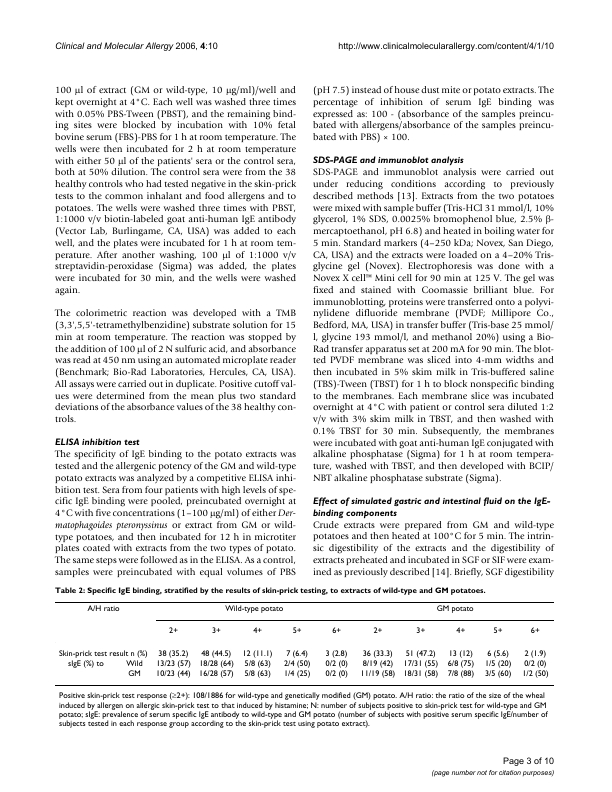 Clinical and Molecular Allergy 2006, 4:10
http://www.clinicalmolecularallergy.com/content/4/1/10
100 μl of extract (GM or wild-type, 10 μg/ml)/well and
kept overnight at 4°C. Each well was washed three times
with 0.05% PBS-Tween (PBST), and the remaining bind-
ing sites were blocked by incubation with 10% fetal
bovine serum (FBS)-PBS for 1 h at room temperature. The
wells were then incubated for 2 h at room temperature
with either 50 μl of the patients' sera or the control sera,
both at 50% dilution. The control sera were from the 38
healthy controls who had tested negative in the skin-prick
tests to the common inhalant and food allergens and to
potatoes. The wells were washed three times with PBST,
1:1000 v/v biotin-labeled goat anti-human IgE antibody
(Vector Lab, Burlingame, CA, USA) was added to each
well, and the plates were incubated for 1 h at room tem-
perature. After another washing, 100 μl of 1:1000 v/v
streptavidin-peroxidase (Sigma) was added, the plates
were incubated for 30 min, and the wells were washed
again.
The colorimetric reaction was developed with a TMB
(3,3',5,5'-tetramethylbenzidine) substrate solution for 15
min at room temperature. The reaction was stopped by
the addition of 100 μl of 2 N sulfuric acid, and absorbance
was read at 450 nm using an automated microplate reader
(Benchmark; Bio-Rad Laboratories, Hercules, CA, USA).
All assays were carried out in duplicate. Positive cutoff val-
ues were determined from the mean plus two standard
deviations of the absorbance values of the 38 healthy con-
trols.
ELISA inhibition test
The specificity of IgE binding to the potato extracts was
tested and the allergenic potency of the GM and wild-type
potato extracts was analyzed by a competitive ELISA inhi-
bition test. Sera from four patients with high levels of spe-
cific IgE binding were pooled, preincubated overnight at
4°C with five concentrations (1–100 μg/ml) of either Der-
matophagoides pteronyssinus or extract from GM or wild-
type potatoes, and then incubated for 12 h in microtiter
plates coated with extracts from the two types of potato.
The same steps were followed as in the ELISA. As a control,
samples were preincubated with equal volumes of PBS
(pH 7.5) instead of house dust mite or potato extracts. The
percentage of inhibition of serum IgE binding was
expressed as: 100 - (absorbance of the samples preincu-
bated with allergens/absorbance of the samples preincu-
bated with PBS) × 100.
SDS-PAGE and immunoblot analysis
SDS-PAGE and immunoblot analysis were carried out
under reducing conditions according to previously
described methods [13]. Extracts from the two potatoes
were mixed with sample buffer (Tris-HCl 31 mmol/l, 10%
glycerol, 1% SDS, 0.0025% bromophenol blue, 2.5% β-
mercaptoethanol, pH 6.8) and heated in boiling water for
5 min. Standard markers (4–250 kDa; Novex, San Diego,
CA, USA) and the extracts were loaded on a 4–20% Tris-
glycine gel (Novex). Electrophoresis was done with a
Novex X cell™ Mini cell for 90 min at 125 V. The gel was
fixed and stained with Coomassie brilliant blue. For
immunoblotting, proteins were transferred onto a polyvi-
nylidene difluoride membrane (PVDF; Millipore Co.,
Bedford, MA, USA) in transfer buffer (Tris-base 25 mmol/
l, glycine 193 mmol/l, and methanol 20%) using a Bio-
Rad transfer apparatus set at 200 mA for 90 min. The blot-
ted PVDF membrane was sliced into 4-mm widths and
then incubated in 5% skim milk in Tris-buffered saline
(TBS)-Tween (TBST) for 1 h to block nonspecific binding
to the membranes. Each membrane slice was incubated
overnight at 4°C with patient or control sera diluted 1:2
v/v with 3% skim milk in TBST, and then washed with
0.1% TBST for 30 min. Subsequently, the membranes
were incubated with goat anti-human IgE conjugated with
alkaline phosphatase (Sigma) for 1 h at room tempera-
ture, washed with TBST, and then developed with BCIP/
NBT alkaline phosphatase substrate (Sigma).
Effect of simulated gastric and intestinal fluid on the IgE-
binding components
Crude extracts were prepared from GM and wild-type
potatoes and then heated at 100°C for 5 min. The intrin-
sic digestibility of the extracts and the digestibility of
extracts preheated and incubated in SGF or SIF were exam-
ined as previously described [14]. Briefly, SGF digestibility
Table 2: Specific IgE binding, stratified by the results of skin-prick testing, to extracts of wild-type and GM potatoes.
A/H ratio Wild-type potato GM potato
2+ 3+ 4+ 5+ 6+ 2+ 3+ 4+ 5+ 6+
Skin-prick test result n (%) 38 (35.2) 48 (44.5) 12 (11.1) 7 (6.4) 3 (2.8) 36 (33.3) 51 (47.2) 13 (12) 6 (5.6) 2 (1.9)
sIgE (%) to Wild 13/23 (57) 18/28 (64) 5/8 (63) 2/4 (50) 0/2 (0) 8/19 (42) 17/31 (55) 6/8 (75) 1/5 (20) 0/2 (0)
GM 10/23 (44) 16/28 (57) 5/8 (63) 1/4 (25) 0/2 (0) 11/19 (58) 18/31 (58) 7/8 (88) 3/5 (60) 1/2 (50)
Positive skin-prick test response (≥2+): 108/1886 for wild-type and genetically modified (GM) potato. A/H ratio: the ratio of the size of the wheal
induced by allergen on allergic skin-prick test to that induced by histamine; N: number of subjects positive to skin-prick test for wild-type and GM
potato; sIgE: prevalence of serum specific IgE antibody to wild-type and GM potato (number of subjects with positive serum specific IgE/number of
subjects tested in each response group according to the skin-prick test using potato extract).
Page 3 of 10
(page number not for citation purposes)